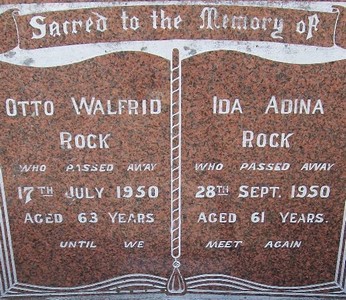 Sacred to the Memory of
OTTO WALFRID
ROCK
WHO PASSED AWAY
17TH JULY 1950
AGED 63 YEARS
UNTIL WE
IDA ADINA
ROCK
WHO PASSED AWAY
28TH SEPT. 1950
AGED 61 YEARS.
MEET AGAIN